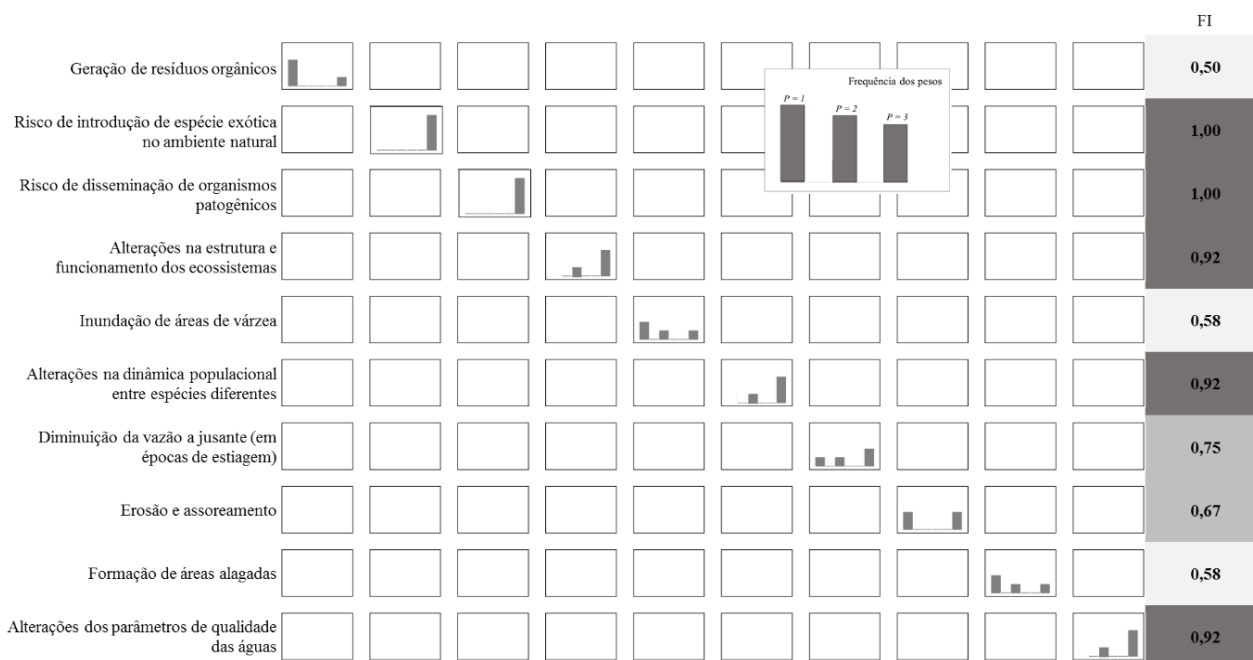 FI
Geração de resíduos orgânicos
0,50
Frequência dos pesos
P = 1
P = 2
P = 3
Risco de introdução de espécie exótica
no ambiente natural
1,00
Risco de disseminação de organismos
patogênicos
1,00
Alterações na estrutura e
funcionamento dos ecossistemas
0,92
Inundação de áreas de várzea
0,58
Alterações na dinâmica populacional
entre espécies diferentes
0,92
Diminuição da vazão a jusante (em
épocas de estiagem)
0,75
Erosão e assoreamento
0,67
Formação de áreas alagadas
0,58
Alterações dos parâmetros de qualidade
das águas
0,92